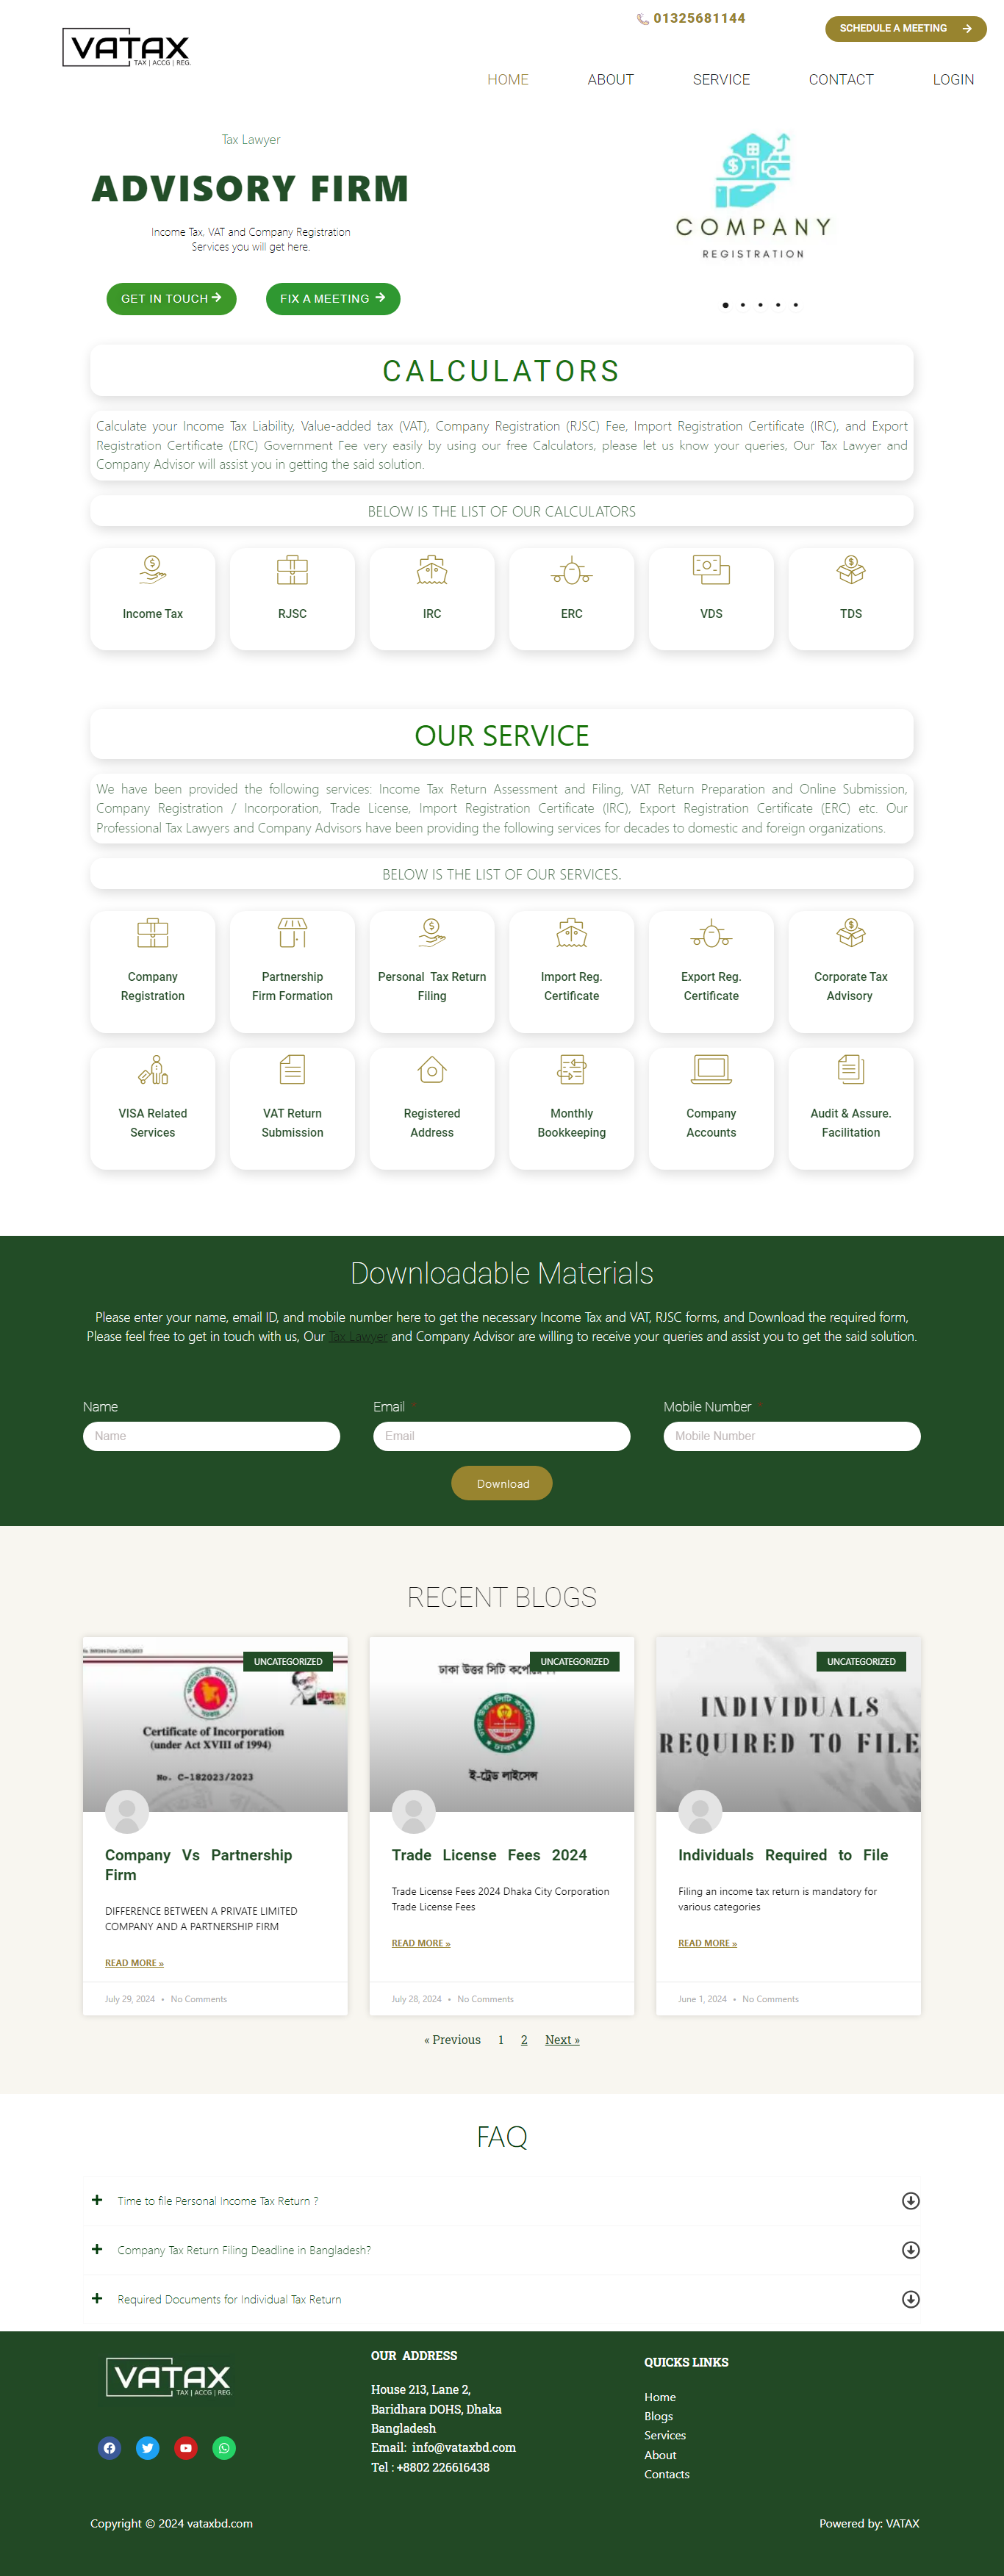 01325681144
SCHEDULE A MEETING
VATAX
TAX | ACCG | REG.
HOME ABOUT SERVICE CONTACT LOGIN
Tax Lawyer
ADVISORY FIRM
Income Tax, VAT and Company Registration
Services you will get here.
GET IN TOUCH
FIX A MEETING
COMPANY
REGISTRATION
CALCULATORS
Calculate your Income Tax Liability, Value-added tax (VAT), Company Registration (RJSC) Fee, Import Registration Certificate (IRC), and Export
Registration Certificate (ERC) Government Fee very easily by using our free Calculators, please let us know your queries, Our Tax Lawyer and
Company Advisor will assist you in getting the said solution.
BELOW IS THE LIST OF OUR CALCULATORS
Income Tax RJSC IRC ERC VDS TDS
OUR SERVICE
We have been provided the following services: Income Tax Return Assessment and Filing, VAT Return Preparation and Online Submission,
Company Registration / Incorporation, Trade License, Import Registration Certificate (IRC), Export Registration Certificate (ERC) etc. Our
Professional Tax Lawyers and Company Advisors have been providing the following services for decades to domestic and foreign organizations.
BELOW IS THE LIST OF OUR SERVICES.
Company
Registration
Partnership
Firm Formation
Personal Tax Return
Filing
Import Reg.
Certificate
Export Reg.
Certificate
Corporate Tax
Advisory
VISA Related
Services
VAT Return
Submission
Registered
Address
Monthly
Bookkeeping
Company
Accounts
Audit & Assure.
Facilitation
Downloadable Materials
Please enter your name, email ID, and mobile number here to get the necessary Income Tax and VAT, RJSC forms, and Download the required form,
Please feel free to get in touch with us, Our Tax Lawyer and Company Advisor are willing to receive your queries and assist you to get the said solution.
Name
Name
Email *
Email
Mobile Number *
Mobile Number
Download
RECENT BLOGS
UNCATEGORIZED
Certificate of Incorporation
(under Act XVIII of 1994)
No. C-182023/2023
Company Vs Partnership
Firm
DIFFERENCE BETWEEN A PRIVATE LIMITED
COMPANY AND A PARTNERSHIP FIRM
READ MORE »
July 29, 2024 • No Comments
UNCATEGORIZED
ঢাকা উত্তর সিটি
ই-ট্রেড লাইসেন্স
Trade License Fees 2024
Trade License Fees 2024 Dhaka City Corporation
Trade License Fees
READ MORE »
July 28, 2024 • No Comments
UNCATEGORIZED
INDIVIDUALS
REQUIRED TO FILE
Individuals Required to File
Filing an income tax return is mandatory for
various categories
READ MORE »
June 1, 2024 • No Comments
« Previous 1 2 Next »
FAQ
Time to file Personal Income Tax Return ?
Company Tax Return Filing Deadline in Bangladesh?
Required Documents for Individual Tax Return
VATAX
TAX | ACCG | REG.
OUR ADDRESS
House 213, Lane 2,
Baridhara DOHS, Dhaka
Bangladesh
Email: info@vataxbd.com
Tel : +8802 226616438
QUICKS LINKS
Home
Blogs
Services
About
Contacts
Copyright © 2024 vataxbd.com
Powered by: VATAX